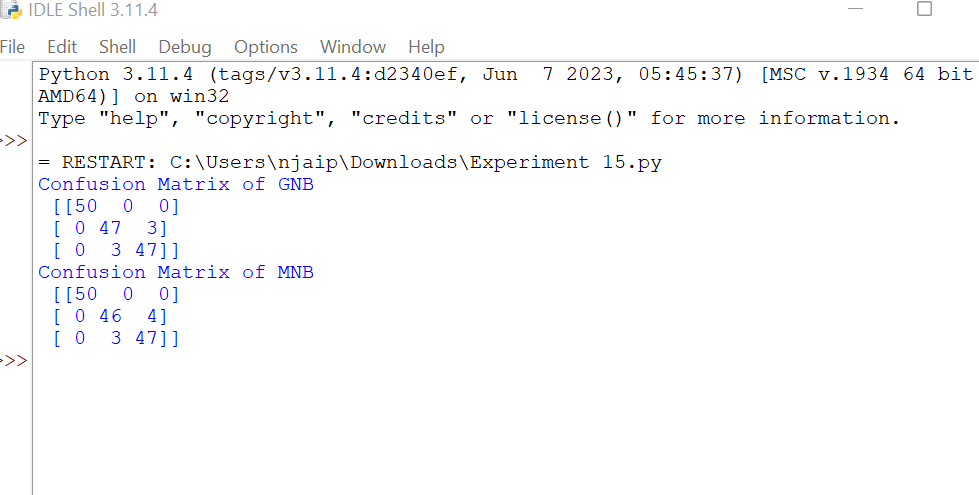 IDLE Shell 3.11.4
File Edit Shell Debug Options Window Help
Python 3.11.4 (tags/v3.11.4:d2340ef, Jun  7 2023, 05:45:37) [MSC v.1934 64 bit
AMD64)] on win32
Type "help", "copyright", "credits" or "license()" for more information.
>>>
= RESTART: C:\Users\njaip\Downloads\Experiment 15.py
Confusion Matrix of GNB
 [[50  0  0]
 [ 0 47  3]
 [ 0  3 47]]
Confusion Matrix of MNB
 [[50  0  0]
 [ 0 46  4]
 [ 0  3 47]]
>>>